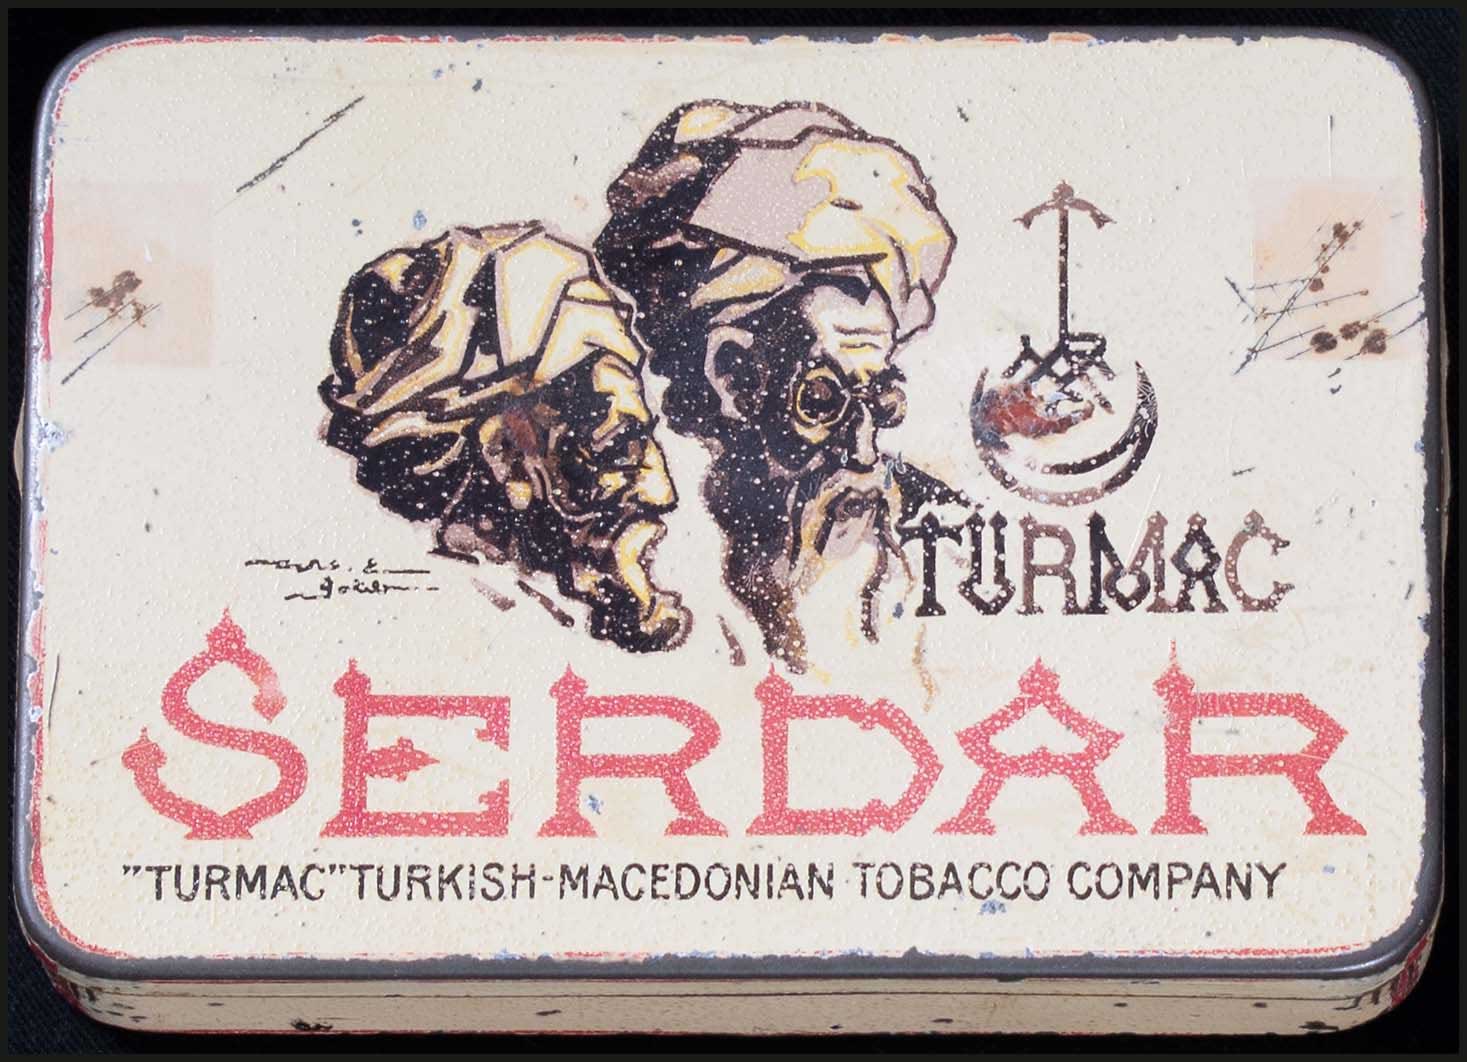 TURMAC
SERDAR
"TURMAC" TURKISH-MACEDONIAN TOBACCO COMPANY